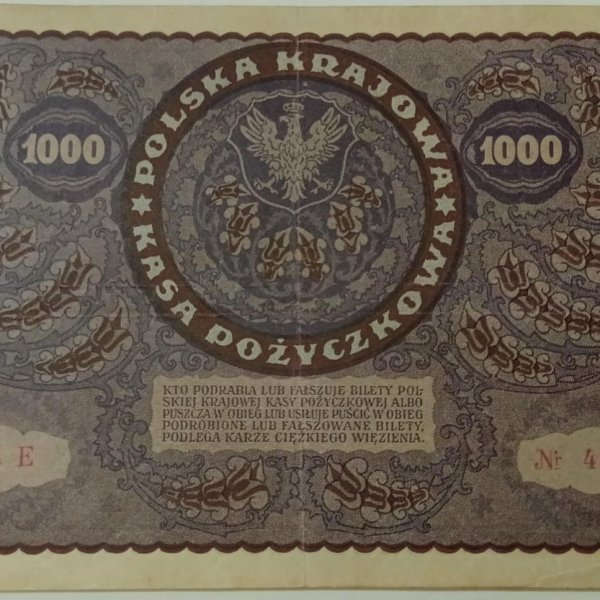 POLSKA KRAJOWA
KASA POŻYCZKOWA
1000
1000
KTO PODRABIA LUB FAŁSZUJE BILETY POL-
SKIEJ KRAJOWEJ KASY POŻYCZKOWEJ ALBO
PUSZCZA W OBIEG LUB USIŁUJE PUŚCIĆ W OBIEG
PODROBIONE LUB FAŁSZOWANE BILETY,
PODLEGA KARZE CIĘŻKIEGO WIĘZIENIA.
E
Nr 4